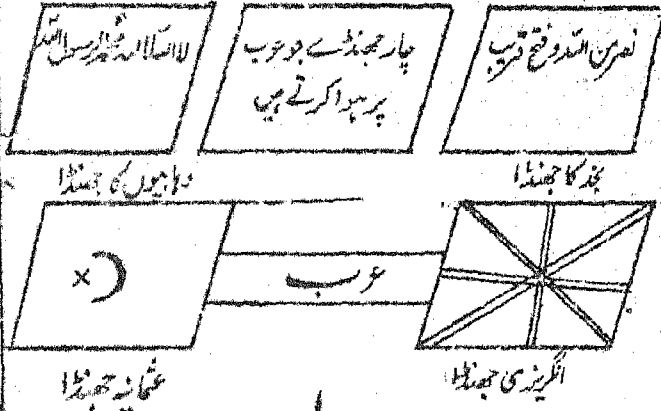 نصر من اللہ و فتح قریب
چار جھنڈے جو عرب
پر ہوا کرتے ہیں
لا الہ الا اللہ محمد رسول اللہ
نجد کا جھنڈا
وہابیوں کا جھنڈا
عرب
انگریزی جھنڈا
عثمانیہ جھنڈا